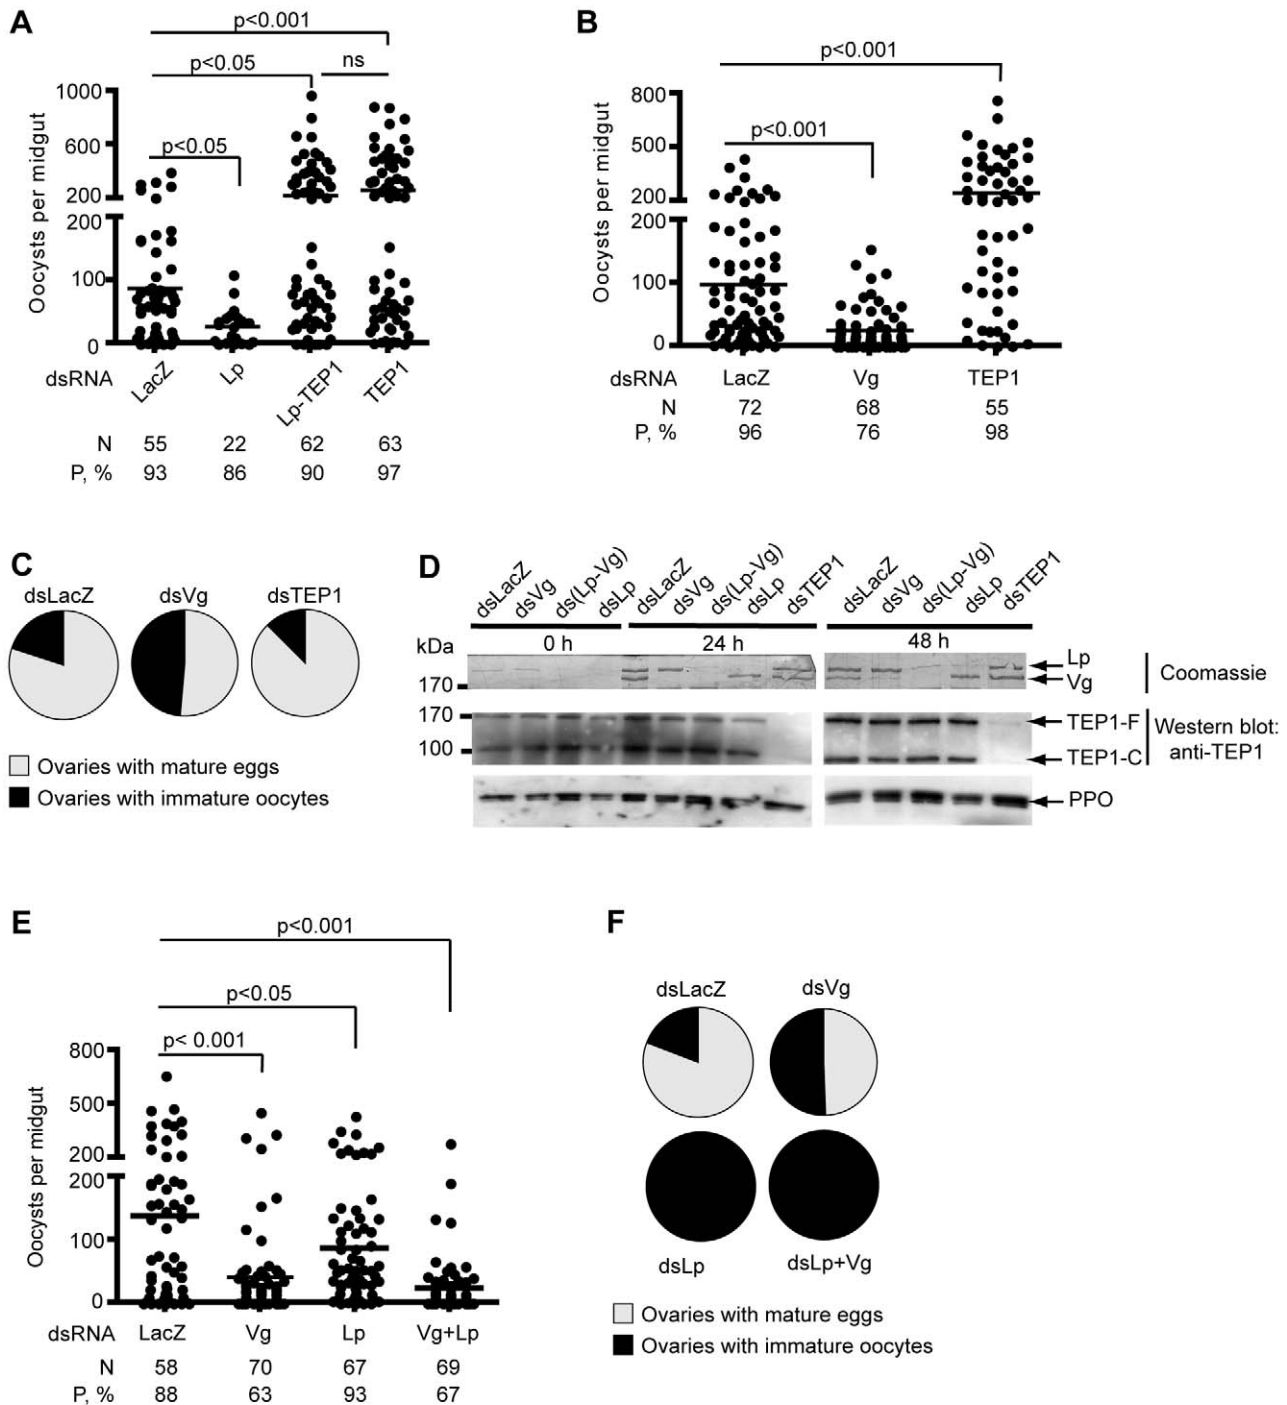 A
p<0.001
p<0.05
ns
p<0.05
Oocysts per midgut
1000
600
200
200
100
0
dsRNA LacZ Lp Lp-TEP1 TEP1
N 55 22 62 63
P, % 93 86 90 97
B
p<0.001
p<0.001
Oocysts per midgut
800
500
200
200
100
0
dsRNA LacZ Vg TEP1
N 72 68 55
P, % 96 76 98
C
dsLacZ dsVg dsTEP1
Ovaries with mature eggs
Ovaries with immature oocytes
D
dsLacZ dsVg ds(Lp-Vg) dsLp dsLacZ dsVg ds(Lp-Vg) dsLp dsTEP1 dsLacZ dsVg ds(Lp-Vg) dsLp dsTEP1
kDa 0 h 24 h 48 h
Lp
Vg
Coomassie
170
170
100
TEP1-F
TEP1-C
Western blot:
anti-TEP1
PPO
E
p<0.001
p<0.05
p< 0.001
Oocysts per midgut
800
500
200
200
100
0
dsRNA LacZ Vg Lp Vg+Lp
N 58 70 67 69
P, % 88 63 93 67
F
dsLacZ dsVg
dsLp dsLp+Vg
Ovaries with mature eggs
Ovaries with immature oocytes